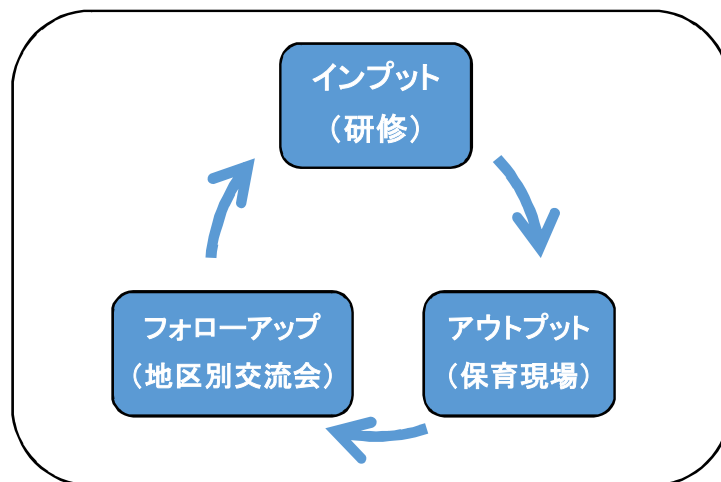 インプット
（研修）
フォローアップ
（地区別交流会）
アウトプット
（保育現場）